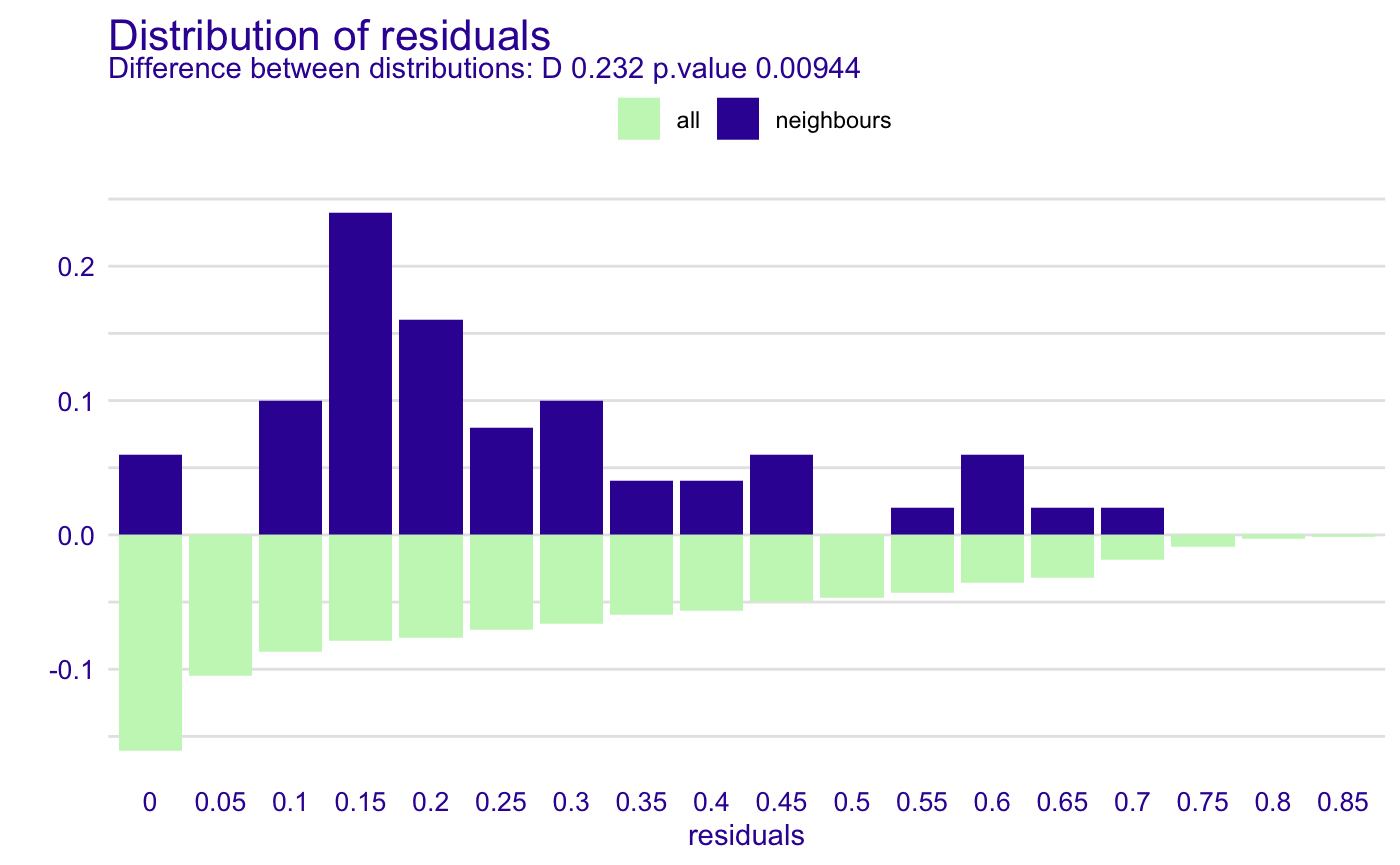 Distribution of residuals
Difference between distributions: D 0.232 p.value 0.00944
all neighbours
0.2
0.1
0.0
-0.1
0 0.05 0.1 0.15 0.2 0.25 0.3 0.35 0.4 0.45 0.5 0.55 0.6 0.65 0.7 0.75 0.8 0.85
residuals